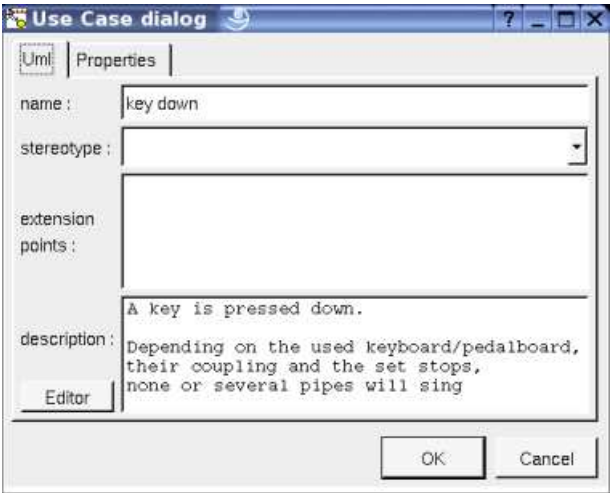 Use Case dialog
?
Uml Properties
name : key down
stereotype :
extension
points :
A key is pressed down.
description :
Depending on the used keyboard/pedalboard,
their coupling and the set stops,
none or several pipes will sing
Editor
OK Cancel